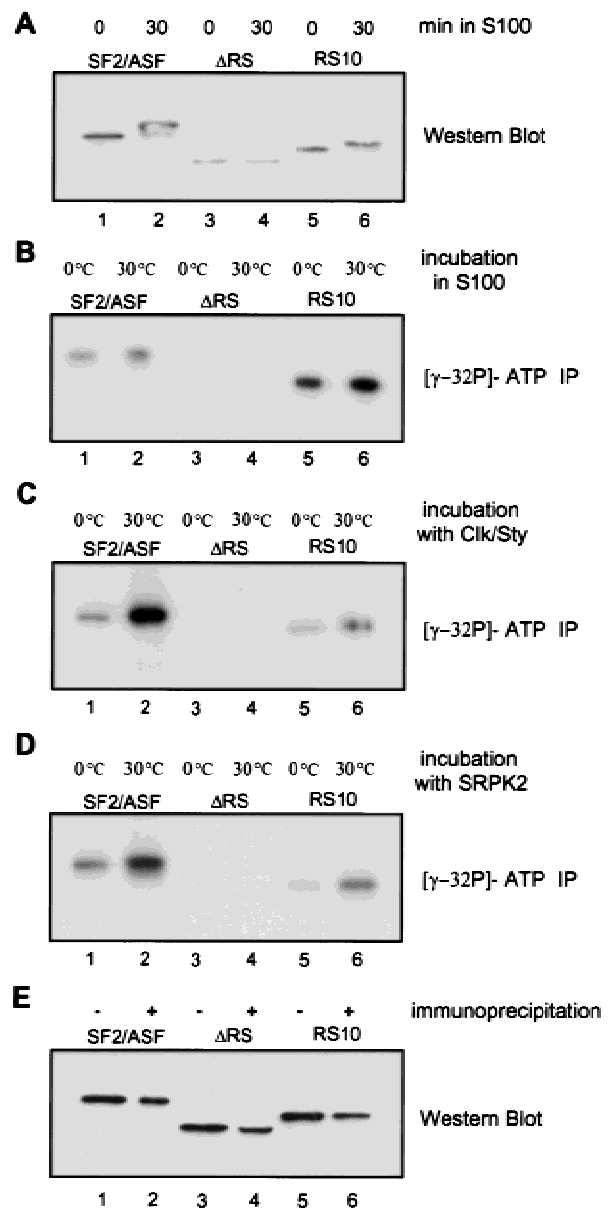 A 0 30 0 30 0 30 min in S100
SF2/ASF ΔRS RS10
Western Blot
1 2 3 4 5 6
B 0°C 30°C 0°C 30°C 0°C 30°C incubation
in S100
SF2/ASF ΔRS RS10
[γ–32P]- ATP IP
1 2 3 4 5 6
C 0°C 30°C 0°C 30°C 0°C 30°C incubation
with Clk/Sty
SF2/ASF ΔRS RS10
[γ–32P]- ATP IP
1 2 3 4 5 6
D 0°C 30°C 0°C 30°C 0°C 30°C incubation
with SRPK2
SF2/ASF ΔRS RS10
[γ–32P]- ATP IP
1 2 3 4 5 6
E - + - + - + immunoprecipitation
SF2/ASF ΔRS RS10
Western Blot
1 2 3 4 5 6